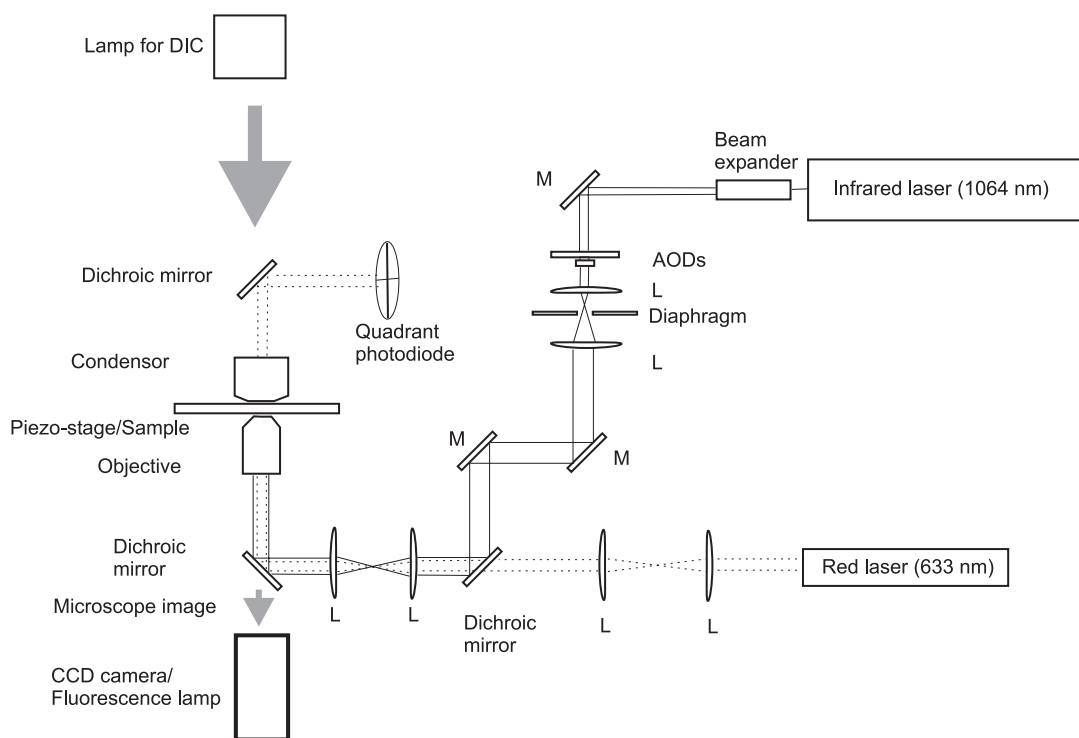 Lamp for DIC
Beam
expander
Infrared laser (1064 nm)
M
AODs
L
Diaphragm
L
Dichroic mirror
Quadrant
photodiode
Condensor
Piezo-stage/Sample
Objective
M
M
Dichroic
mirror
Microscope image
L
L
Dichroic
mirror
L
L
Red laser (633 nm)
CCD camera/
Fluorescence lamp